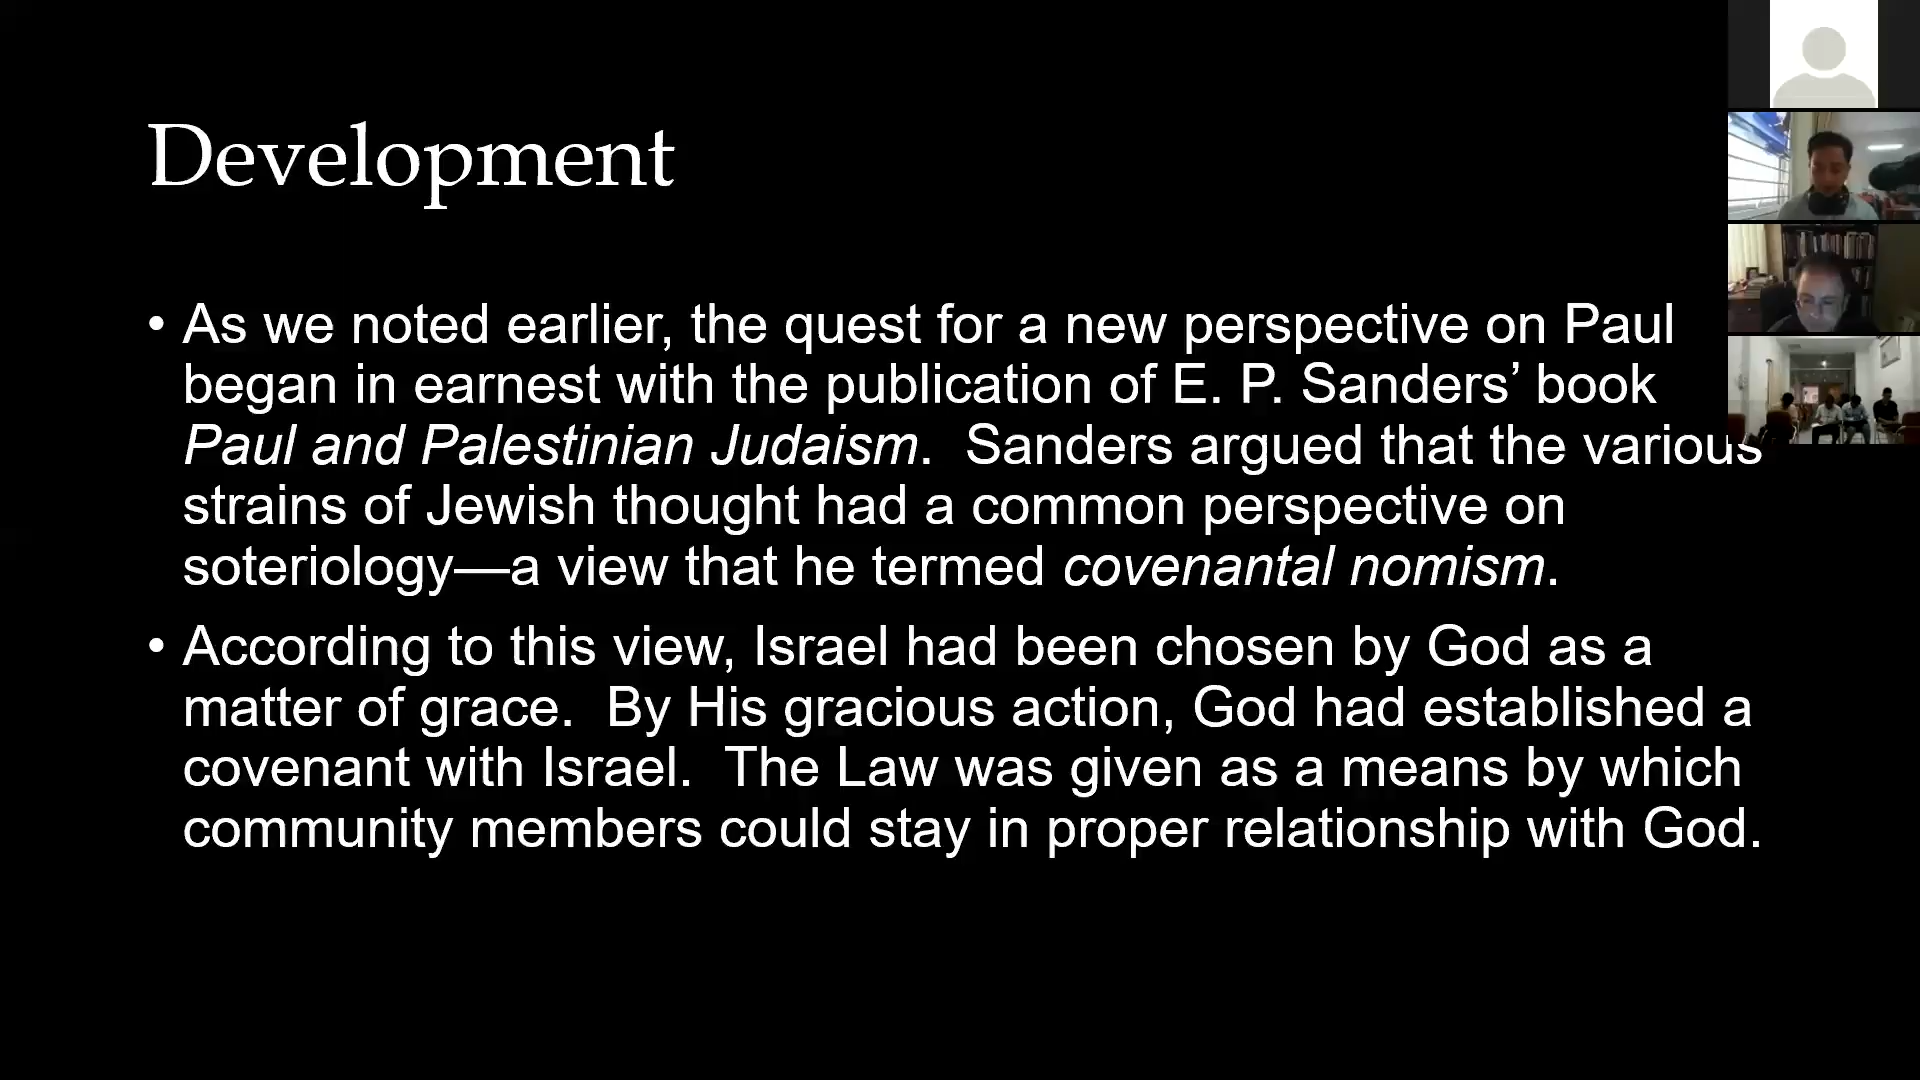 Development
• As we noted earlier, the quest for a new perspective on Paul
began in earnest with the publication of E. P. Sanders’ book
Paul and Palestinian Judaism.  Sanders argued that the various
strains of Jewish thought had a common perspective on
soteriology—a view that he termed covenantal nomism.
• According to this view, Israel had been chosen by God as a
matter of grace.  By His gracious action, God had established a
covenant with Israel.  The Law was given as a means by which
community members could stay in proper relationship with God.